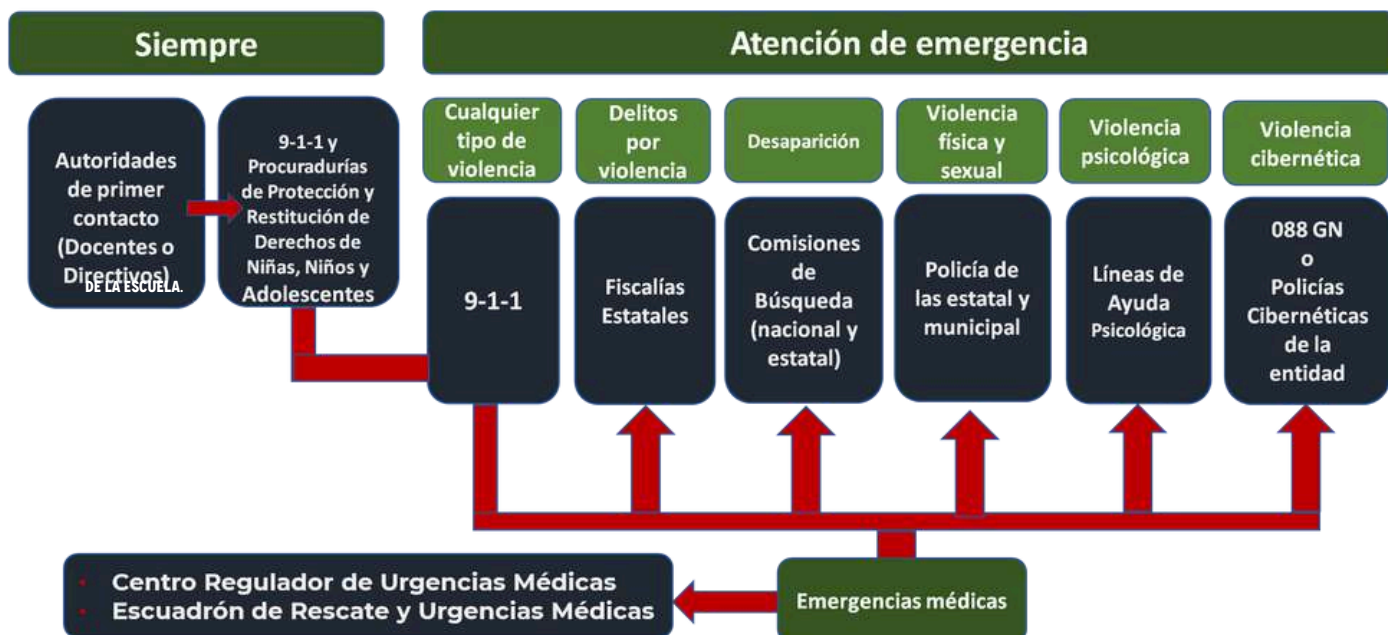 Siempre
Autoridades
de primer
contacto
(Docentes o
Directivos)
DE LA ESCUELA.
9-1-1 y
Procuradurías
de Protección y
Restitución de
Derechos de
Niñas, Niños y
Adolescentes
Atención de emergencia
Cualquier
tipo de
violencia
9-1-1
Delitos
por
violencia
Fiscalías
Estatales
Desaparición
Comisiones
de
Búsqueda
(nacional y
estatal)
Violencia
física y
sexual
Policía de
las estatal y
municipal
Violencia
psicológica
Líneas de
Ayuda
Psicológica
Violencia
cibernética
088 GN
o
Policías
Cibernéticas
de la
entidad
• Centro Regulador de Urgencias Médicas
• Escuadrón de Rescate y Urgencias Médicas
Emergencias médicas